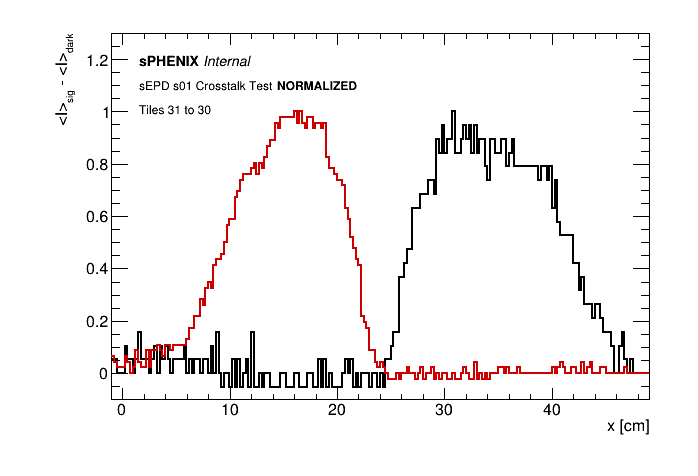 <I>sig - <I>dark
sPHENIX Internal
sEPD s01 Crosstalk Test NORMALIZED
Tiles 31 to 30
1.2
1
0.8
0.6
0.4
0.2
0
0 10 20 30 40
x [cm]